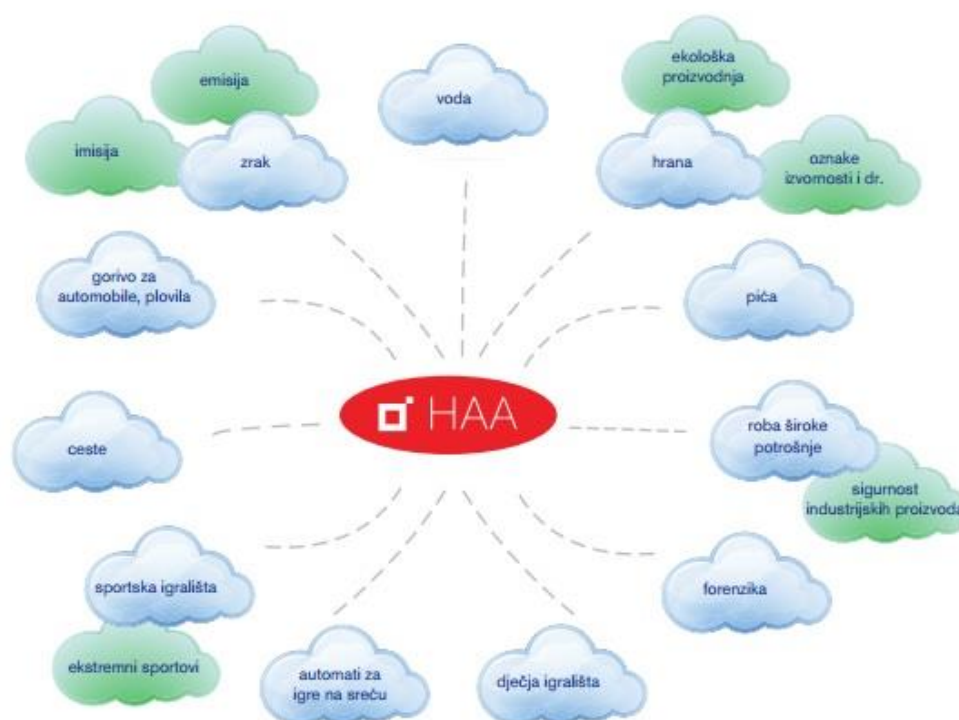 emisija
imisija
zrak
voda
ekološka
proizvodnja
hrana
oznake
izvornosti i dr.
gorivo za
automobile, plovila
pića
HAA
ceste
roba široke
potrošnje
sigurnost
industrijskih proizvoda
sportska igrališta
ekstremni sportovi
forenzika
automati za
igre na sreću
dječja igrališta